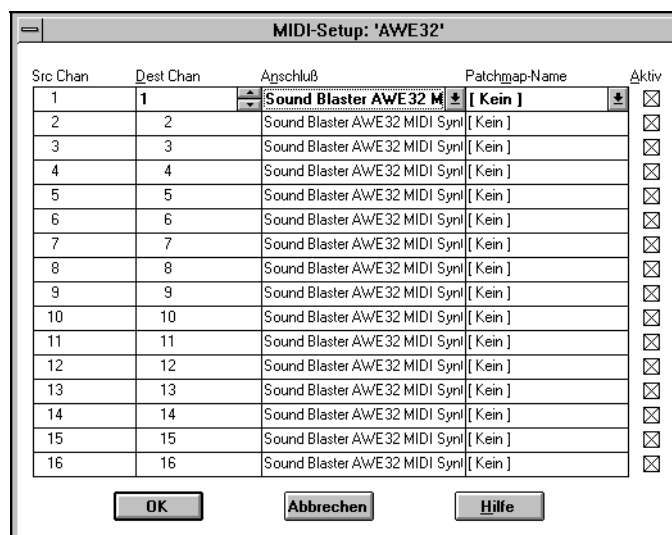 MIDI-Setup: 'AWE32'
Src Chan Dest Chan Anschluß Patchmap-Name Aktiv
1 1 Sound Blaster AWE32 M [ Kein ]
2 2 Sound Blaster AWE32 MIDI Synt [ Kein ]
3 3 Sound Blaster AWE32 MIDI Synt [ Kein ]
4 4 Sound Blaster AWE32 MIDI Synt [ Kein ]
5 5 Sound Blaster AWE32 MIDI Synt [ Kein ]
6 6 Sound Blaster AWE32 MIDI Synt [ Kein ]
7 7 Sound Blaster AWE32 MIDI Synt [ Kein ]
8 8 Sound Blaster AWE32 MIDI Synt [ Kein ]
9 9 Sound Blaster AWE32 MIDI Synt [ Kein ]
10 10 Sound Blaster AWE32 MIDI Synt [ Kein ]
11 11 Sound Blaster AWE32 MIDI Synt [ Kein ]
12 12 Sound Blaster AWE32 MIDI Synt [ Kein ]
13 13 Sound Blaster AWE32 MIDI Synt [ Kein ]
14 14 Sound Blaster AWE32 MIDI Synt [ Kein ]
15 15 Sound Blaster AWE32 MIDI Synt [ Kein ]
16 16 Sound Blaster AWE32 MIDI Synt [ Kein ]
OK Abbrechen Hilfe